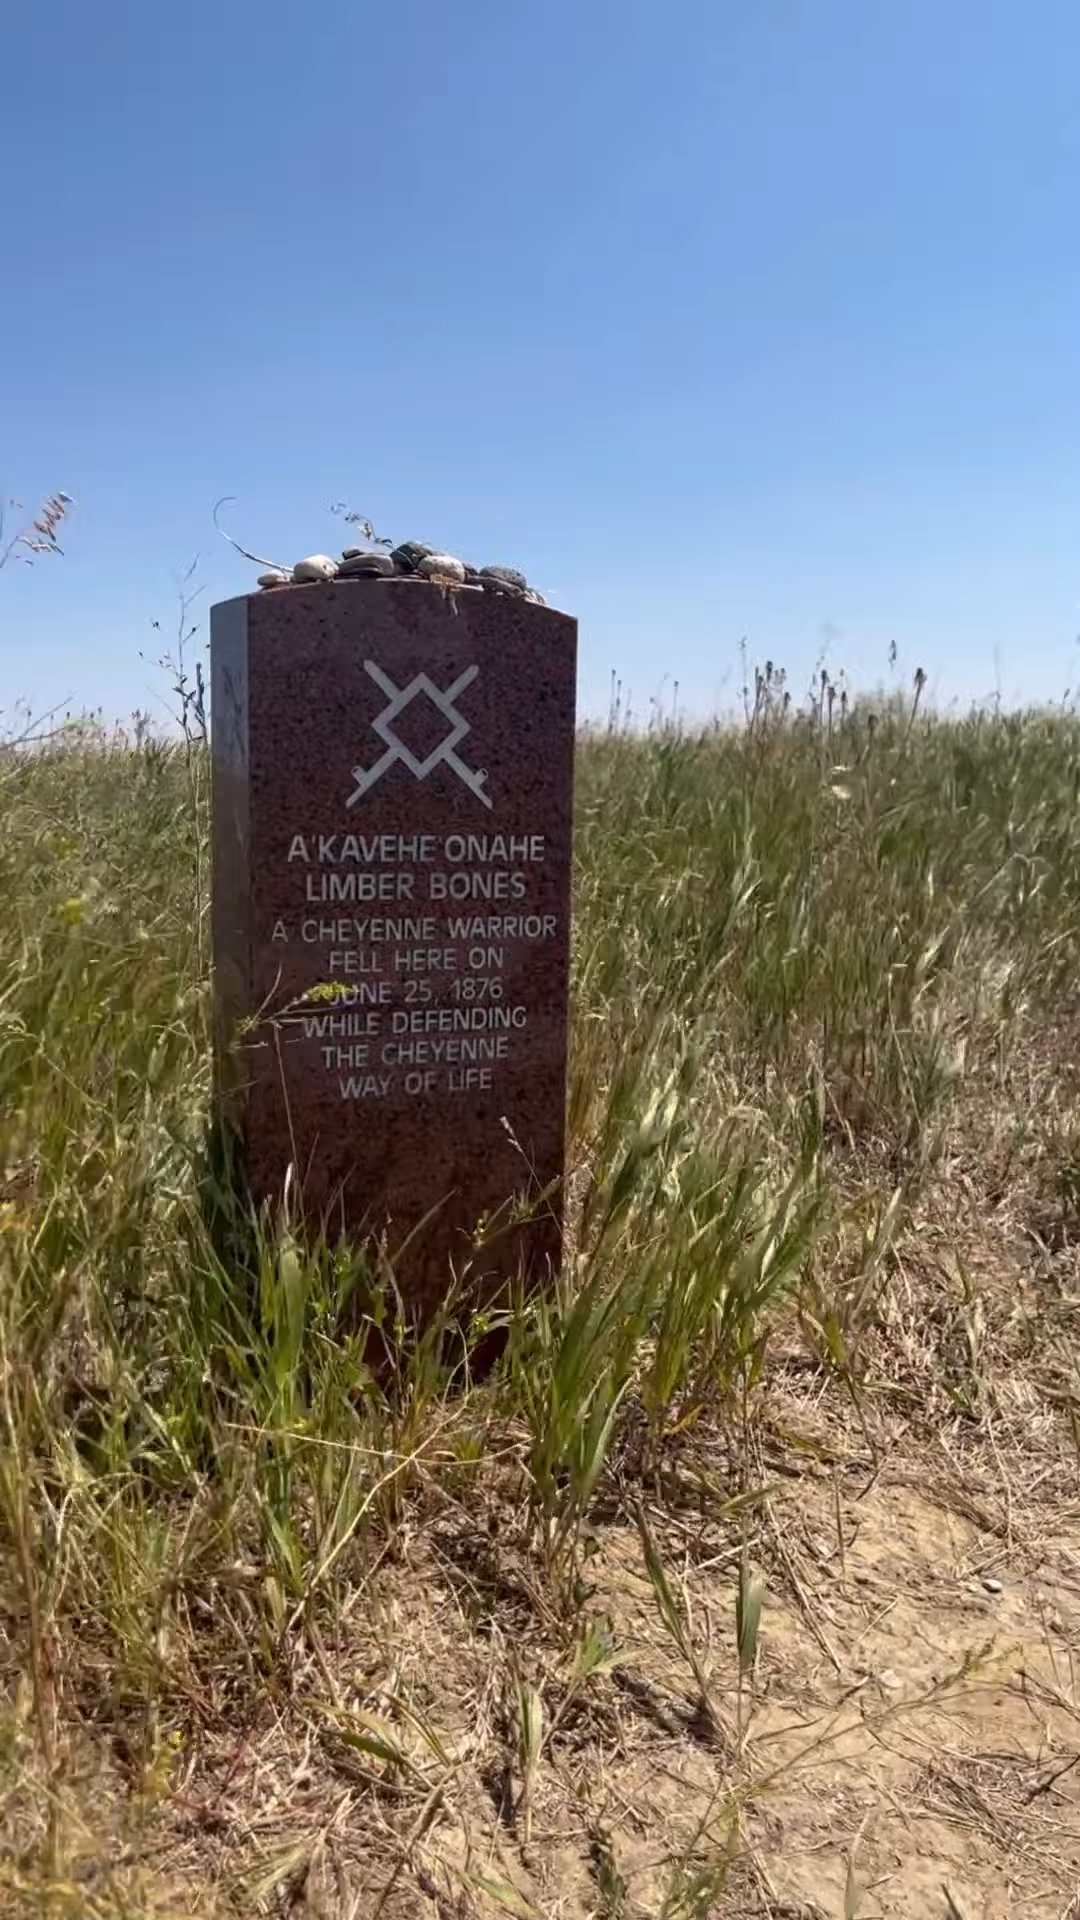 A'KAVEHE'ONAHE
LIMBER BONES
A CHEYENNE WARRIOR
FELL HERE ON
JUNE 25, 1876
WHILE DEFENDING
THE CHEYENNE
WAY OF LIFE